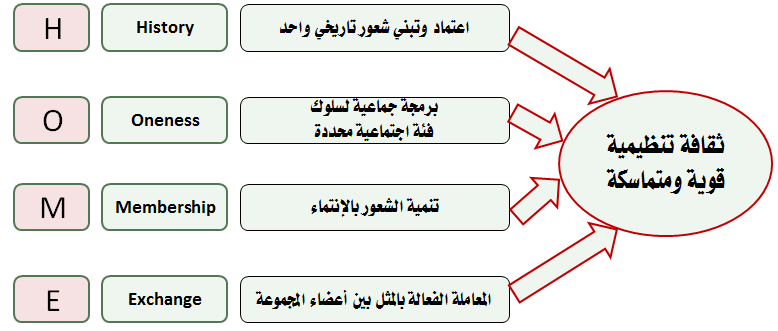 H
History
اعتماد وتبني شعور تاريخي واحد
O
Oneness
برمجة جماعية لسلوك
فئة اجتماعية محددة
M
Membership
تنمية الشعور بالإنتماء
E
Exchange
المعاملة الفعالة بالمثل بين أعضاء المجموعة
ثقافة تنظيمية
قوية ومتماسكة